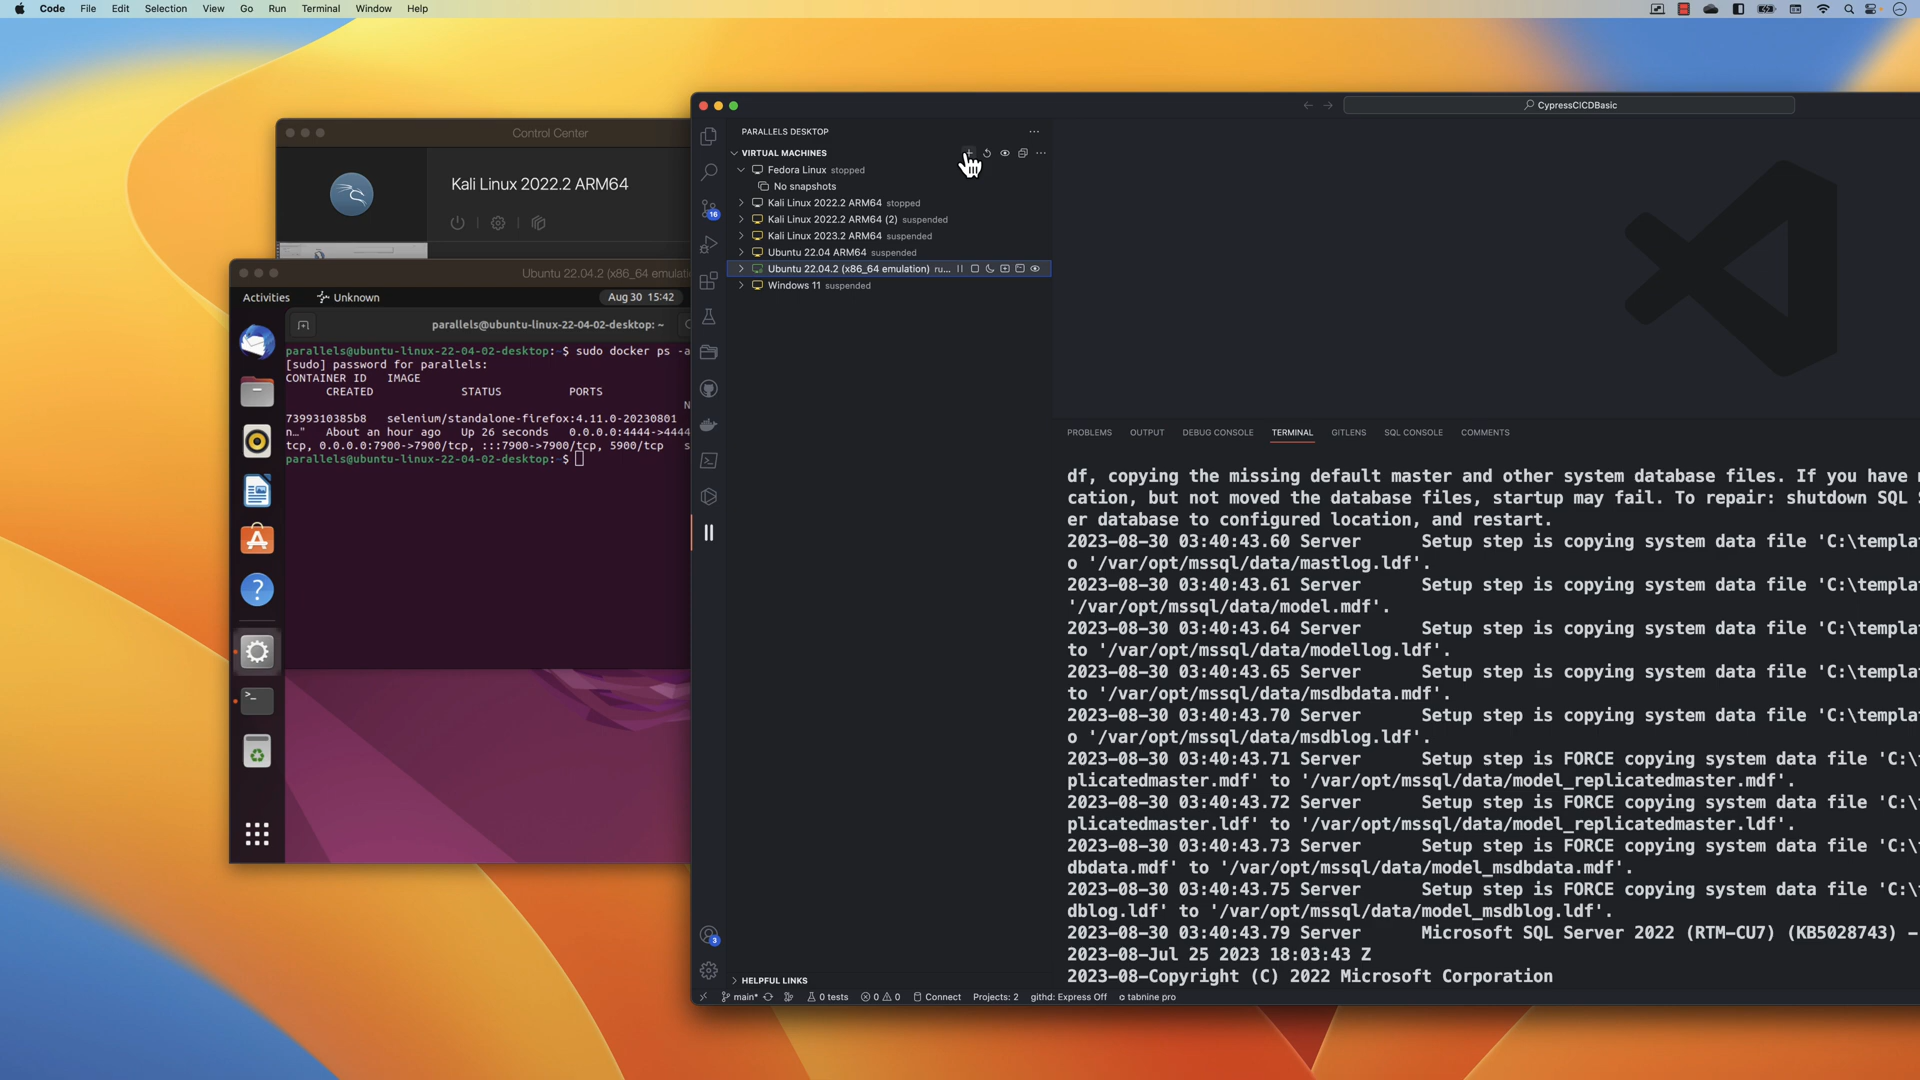 Code File Edit Selection View Go Run Terminal Window Help
Control Center
Kali Linux 2022.2 ARM64
Ubuntu 22.04.2 (x86_64 emulati
Activities Unknown Aug 30 15:42
parallels@ubuntu-linux-22-04-02-desktop: ~
parallels@ubuntu-linux-22-04-02-desktop:~$ sudo docker ps -a
[sudo] password for parallels:
CONTAINER ID IMAGE
CREATED STATUS PORTS
N
7399310385b8 selenium/standalone-firefox:4.11.0-20230801
n…" About an hour ago Up 26 seconds 0.0.0.0:4444->4444
tcp, 0.0.0.0:7900->7900/tcp, :::7900->7900/tcp, 5900/tcp s
parallels@ubuntu-linux-22-04-02-desktop:~$
CypressCICDBasic
PARALLELS DESKTOP
VIRTUAL MACHINES
Fedora Linux stopped
No snapshots
Kali Linux 2022.2 ARM64 stopped
Kali Linux 2022.2 ARM64 (2) suspended
Kali Linux 2023.2 ARM64 suspended
Ubuntu 22.04 ARM64 suspended
Ubuntu 22.04.2 (x86_64 emulation) ru...
Windows 11 suspended
16
3
HELPFUL LINKS
PROBLEMS OUTPUT DEBUG CONSOLE TERMINAL GITLENS SQL CONSOLE COMMENTS
df, copying the missing default master and other system database files. If you have
cation, but not moved the database files, startup may fail. To repair: shutdown SQL S
er database to configured location, and restart.
2023-08-30 03:40:43.60 Server Setup step is copying system data file 'C:\templat
o '/var/opt/mssql/data/mastlog.ldf'.
2023-08-30 03:40:43.61 Server Setup step is copying system data file 'C:\templat
'/var/opt/mssql/data/model.mdf'.
2023-08-30 03:40:43.64 Server Setup step is copying system data file 'C:\templat
to '/var/opt/mssql/data/modellog.ldf'.
2023-08-30 03:40:43.65 Server Setup step is copying system data file 'C:\templat
to '/var/opt/mssql/data/msdbdata.mdf'.
2023-08-30 03:40:43.70 Server Setup step is copying system data file 'C:\templat
o '/var/opt/mssql/data/msdblog.ldf'.
2023-08-30 03:40:43.71 Server Setup step is FORCE copying system data file 'C:\
plicatedmaster.mdf' to '/var/opt/mssql/data/model_replicatedmaster.mdf'.
2023-08-30 03:40:43.72 Server Setup step is FORCE copying system data file 'C:\
plicatedmaster.ldf' to '/var/opt/mssql/data/model_replicatedmaster.ldf'.
2023-08-30 03:40:43.73 Server Setup step is FORCE copying system data file 'C:\
dbdata.mdf' to '/var/opt/mssql/data/model_msdbdata.mdf'.
2023-08-30 03:40:43.75 Server Setup step is FORCE copying system data file 'C:\
dblog.ldf' to '/var/opt/mssql/data/model_msdblog.ldf'.
2023-08-30 03:40:43.79 Server Microsoft SQL Server 2022 (RTM-CU7) (KB5028743) -
2023-08-Jul 25 2023 18:03:43 Z
2023-08-Copyright (C) 2022 Microsoft Corporation
main* 0 tests 0 0 Connect Projects: 2 githd: Express Off tabnine pro